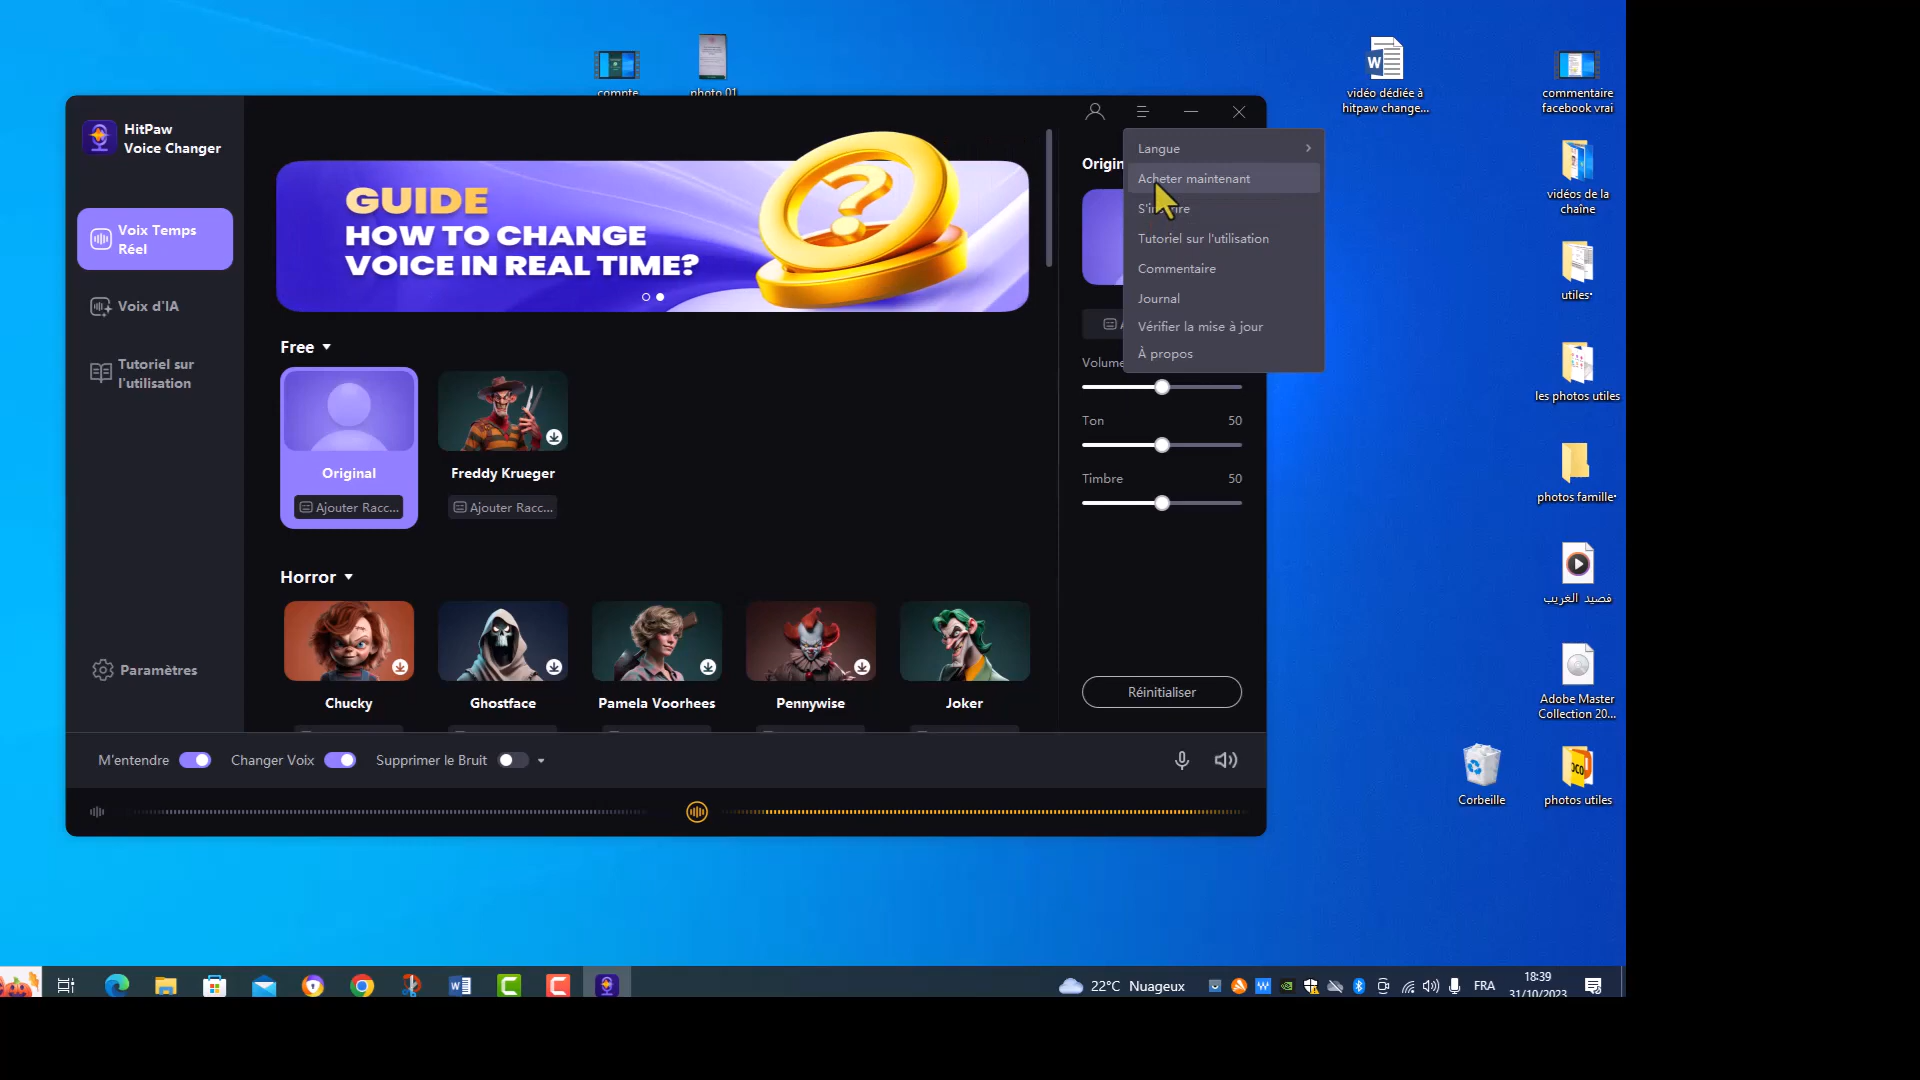 compte
photo 01
vidéo dédiée à
hitpaw change...
commentaire
facebook vrai
vidéos de la
chaine
utiles
les photos utiles
photos famille
فصيد الغريب
Adobe Master
Collection 20...
Corbeille
photos utiles
HitPaw
Voice Changer
Voix Temps
Réel
Voix d'IA
Tutoriel sur
l'utilisation
Paramètres
GUIDE
HOW TO CHANGE
VOICE IN REAL TIME?
Free
Original
Ajouter Racc...
Freddy Krueger
Ajouter Racc...
Horror
Chucky
Ghostface
Pamela Voorhees
Pennywise
Joker
Langue
Acheter maintenant
Tutoriel sur l'utilisation
Commentaire
Journal
Vérifier la mise à jour
À propos
Volume
Ton
50
Timbre
50
Réinitialiser
M'entendre
Changer Voix
Supprimer le Bruit
22°C Nuageux
FRA
18:39
31/10/2023